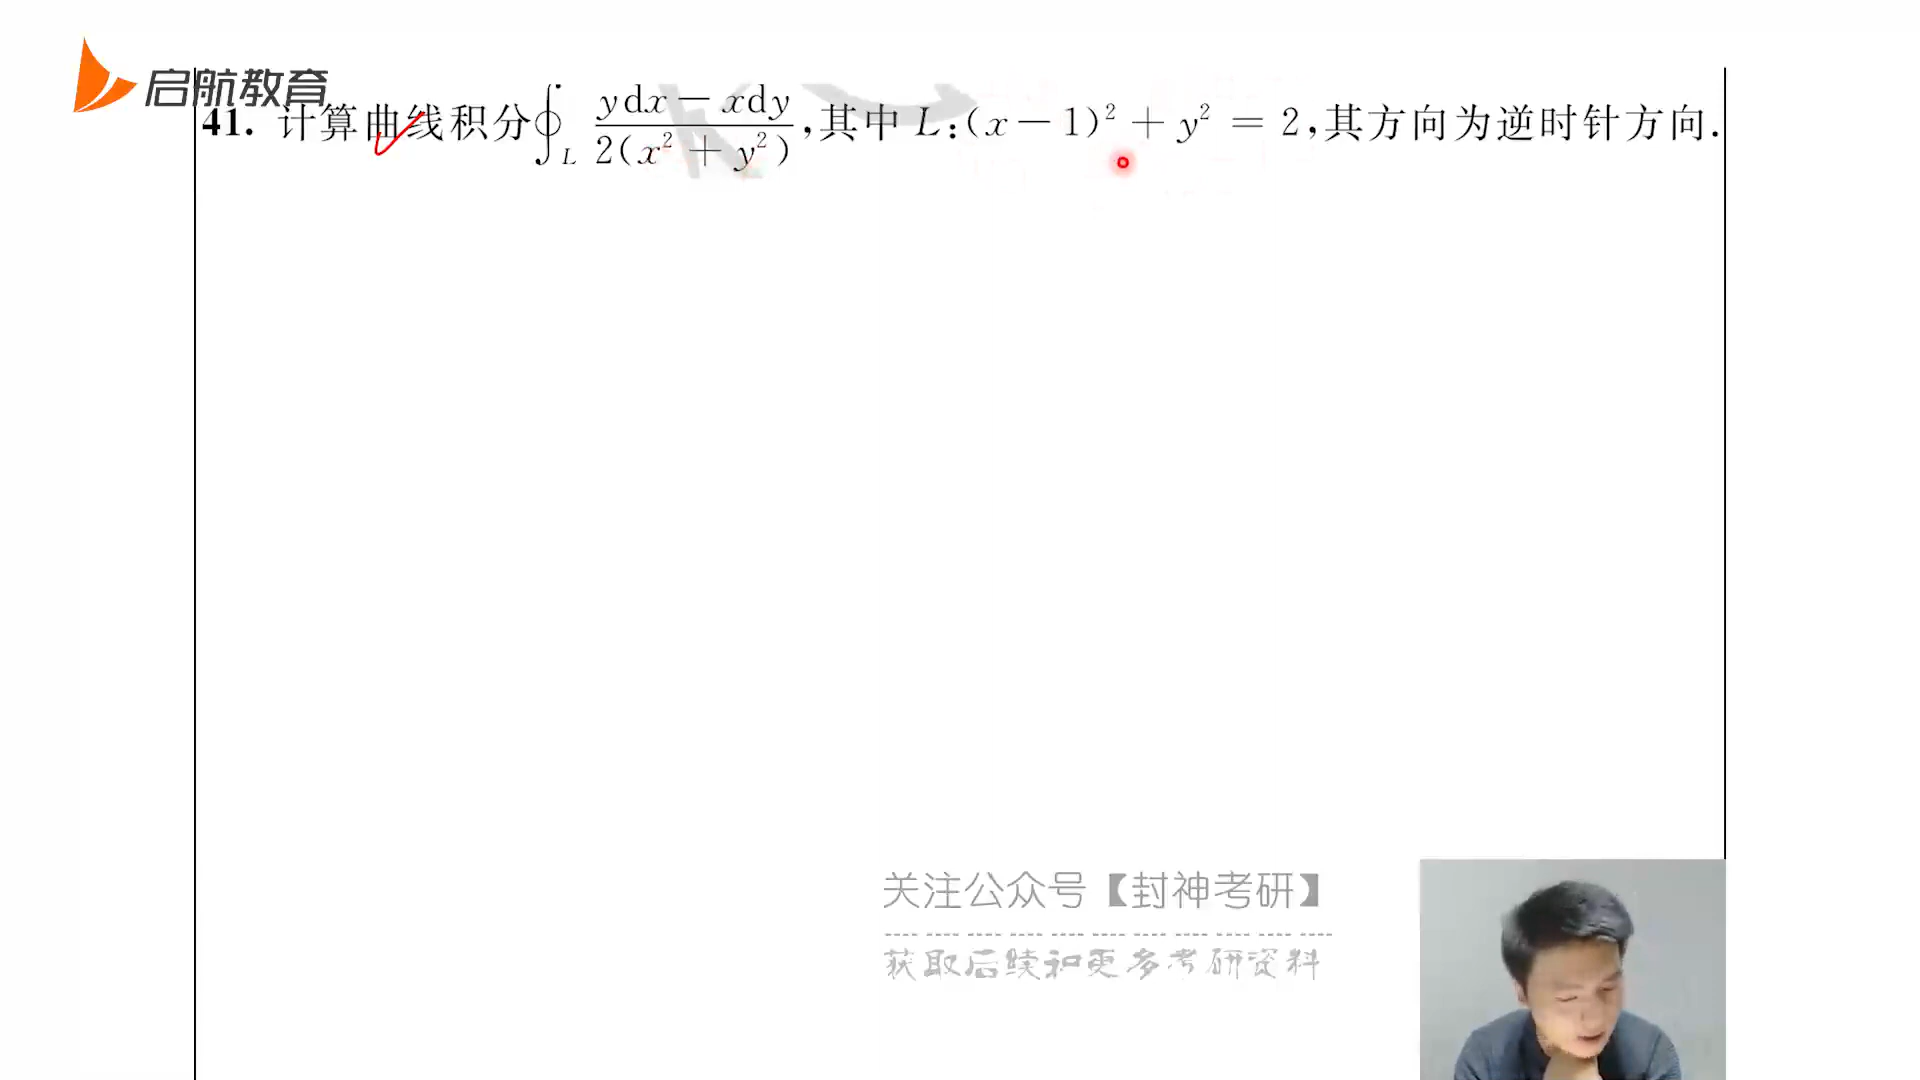 启航教育
41. 计算曲线积分∮_L (ydx − xdy)/(2(x² + y²)),其中 L:(x − 1)² + y² = 2,其方向为逆时针方向.
关注公众号【封神考研】
获取后续和更多考研资料